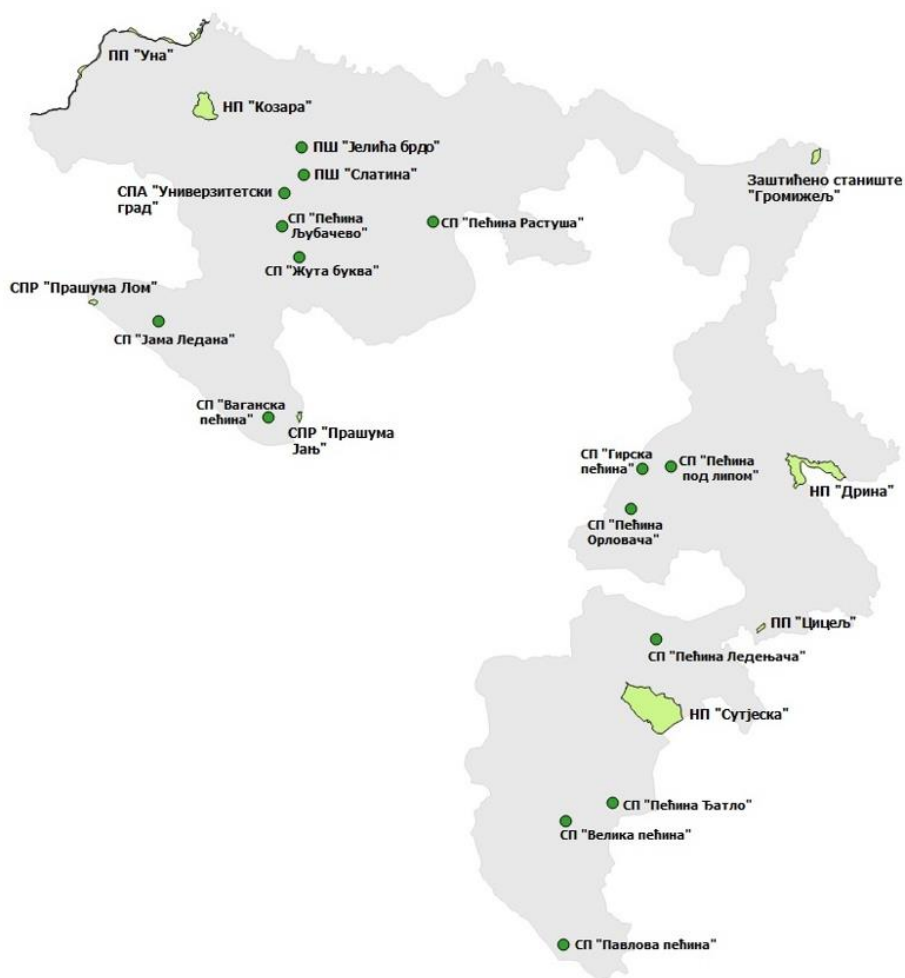 ПП "Уна"
НП "Козара"
ПШ "Јелића брдо"
ПШ "Слатина"
СПА "Универзитетски
град"
СП "Пећина
Љубачево"
СП "Пећина Растуша"
СП "Жута буква"
Заштићено станиште
"Громижељ"
СПР "Прашума Лом"
СП "Јама Ледана"
СП "Ваганска
пећина"
СПР "Прашума
Јањ"
СП "Гирска
пећина"
СП "Пећина
под липом"
НП "Дрина"
СП "Пећина
Орловача"
ПП "Цицељ"
СП "Пећина Ледењача"
НП "Сутјеска"
СП "Пећина Ђатло"
СП "Велика пећина"
СП "Павлова пећина"